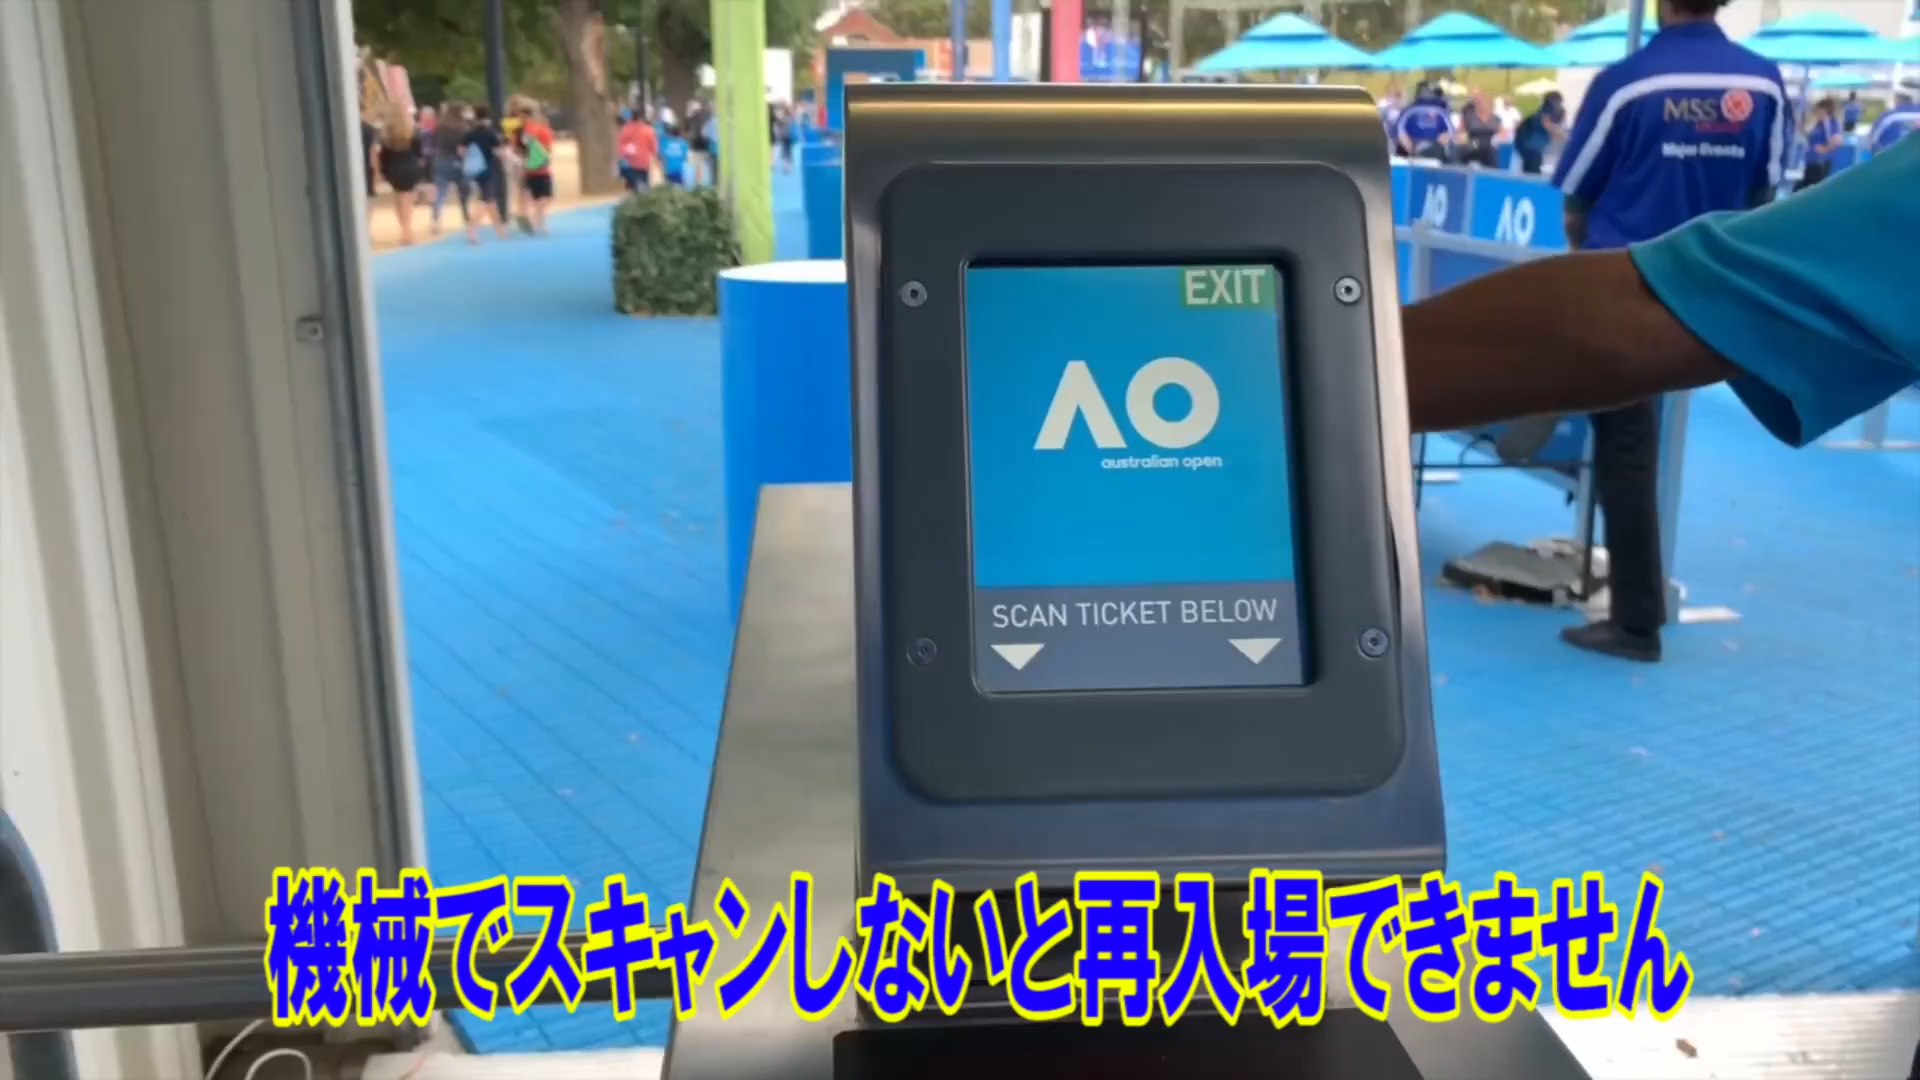 MSS
Major Events
AO
AO
EXIT
AO
australian open
SCAN TICKET BELOW
機械でスキャンしないと再入場できません